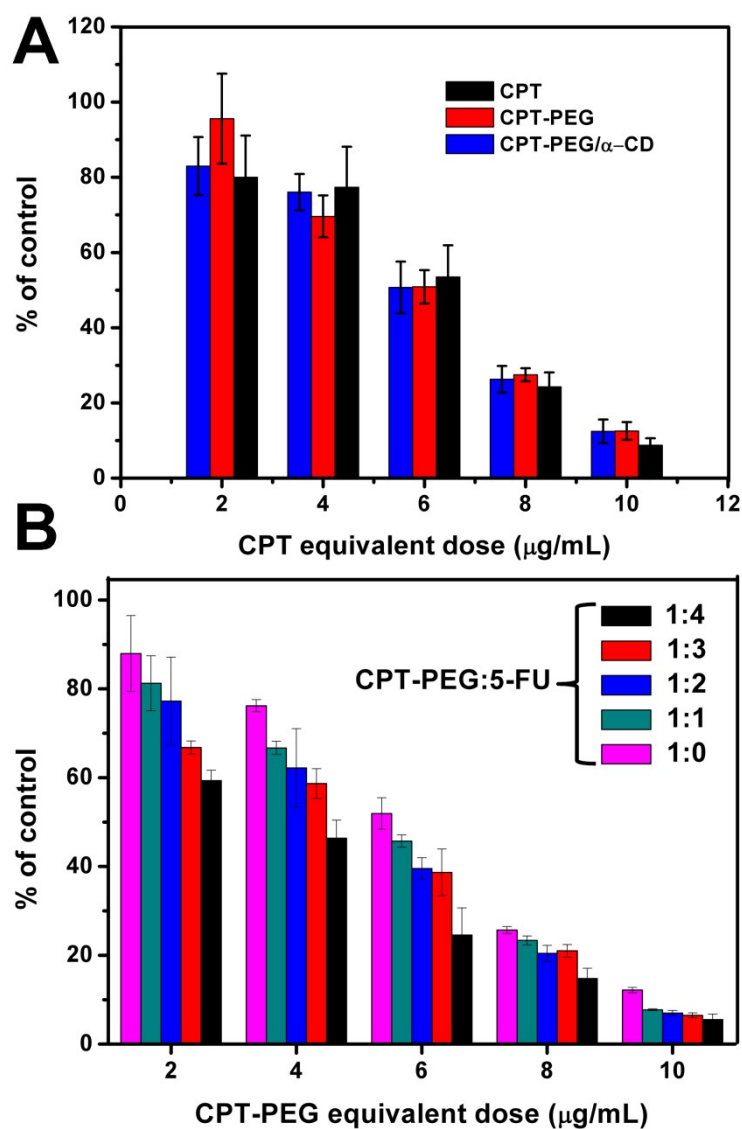 A
120
100
80
60
40
20
0
% of control
CPT
CPT-PEG
CPT-PEG/α–CD
0 2 4 6 8 10 12
CPT equivalent dose (μg/mL)
B
100
80
60
40
20
0
% of control
CPT-PEG:5-FU
1:4
1:3
1:2
1:1
1:0
2 4 6 8 10
CPT-PEG equivalent dose (μg/mL)